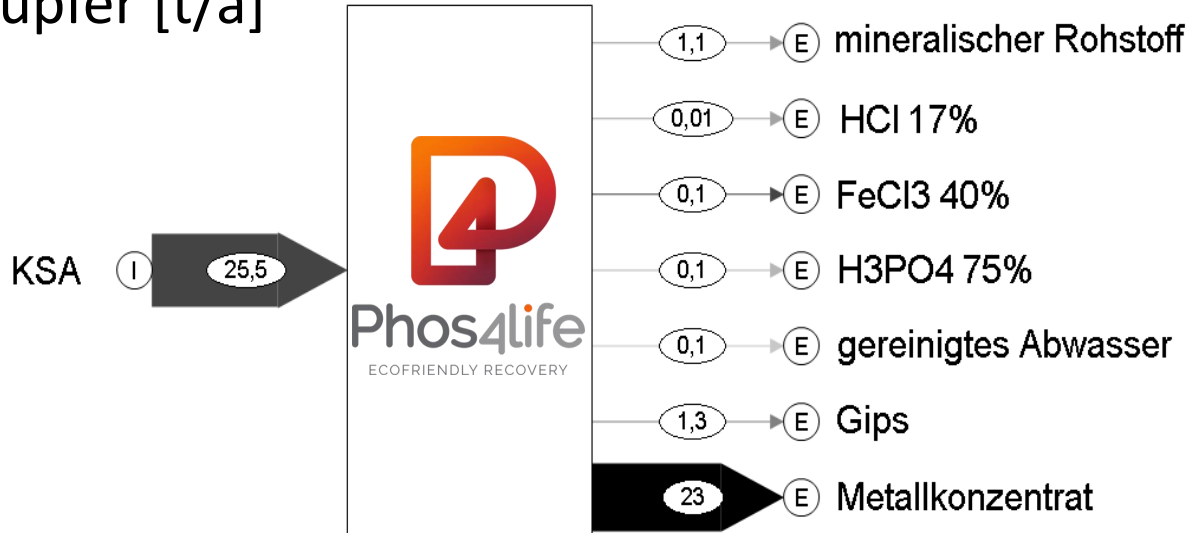 upfer [t/a]
1,1 E mineralischer Rohstoff
0,01 E HCl 17%
0,1 E FeCl3 40%
KSA I 25,5
0,1 E H3PO4 75%
Phos4life
0,1 E gereinigtes Abwasser
ECOFRIENDLY RECOVERY
1,3 E Gips
23 E Metallkonzentrat